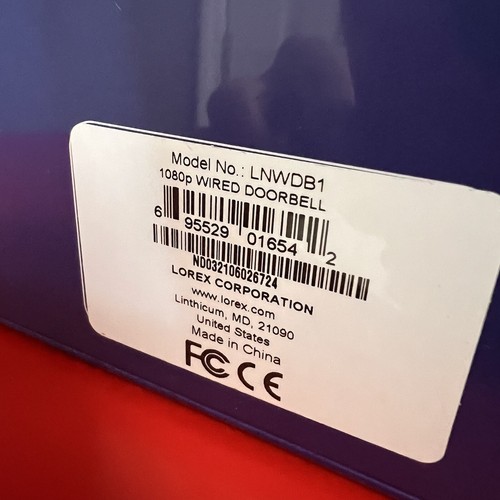 Model No.: LNWDB1
1080p WIRED DOORBELL
6 95529 01654 2
ND032106026724
LOREX CORPORATION
www.lorex.com
Linthicum, MD, 21090
United States
Made in China
FC CE